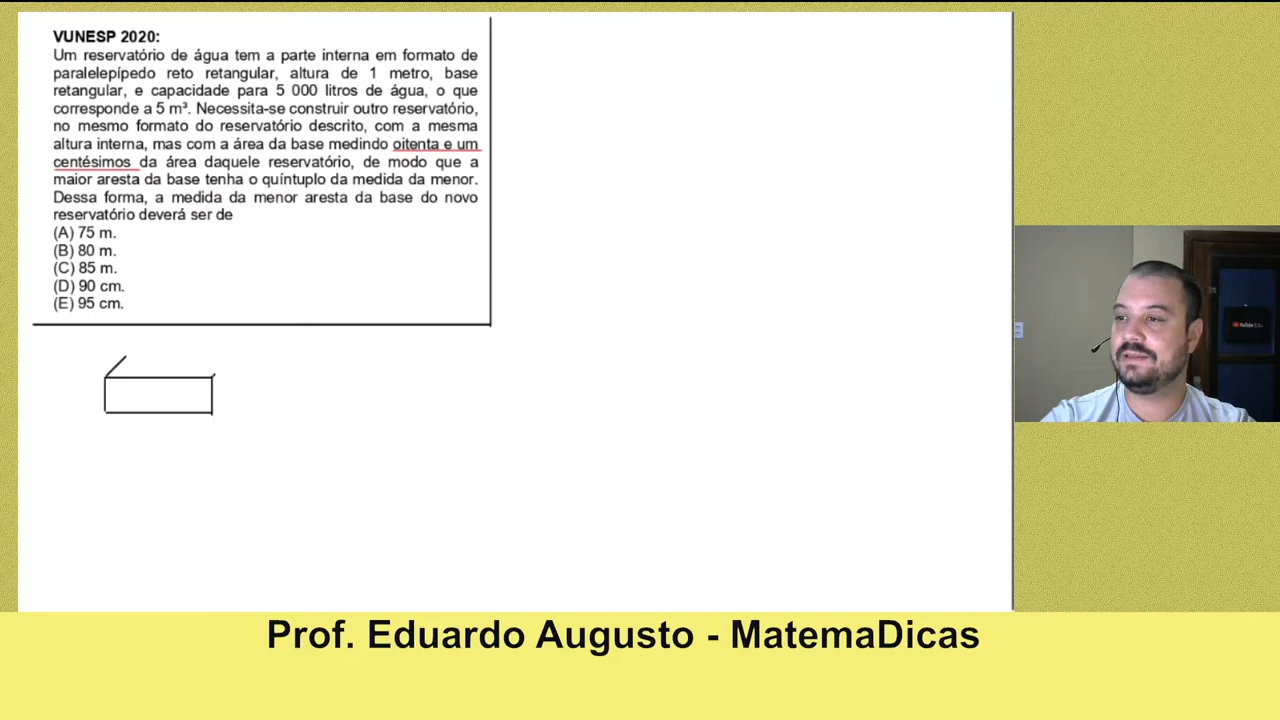 VUNESP 2020:
Um reservatório de água tem a parte interna em formato de
paralelepípedo reto retangular, altura de 1 metro, base
retangular, e capacidade para 5 000 litros de água, o que
corresponde a 5 m³. Necessita-se construir outro reservatório,
no mesmo formato do reservatório descrito, com a mesma
altura interna, mas com a área da base medindo oitenta e um
centésimos da área daquele reservatório, de modo que a
maior aresta da base tenha o quíntuplo da medida da menor.
Dessa forma, a medida da menor aresta da base do novo
reservatório deverá ser de
(A) 75 m.
(B) 80 m.
(C) 85 m.
(D) 90 cm.
(E) 95 cm.
YouTube EDU
Prof. Eduardo Augusto - MatemaDicas